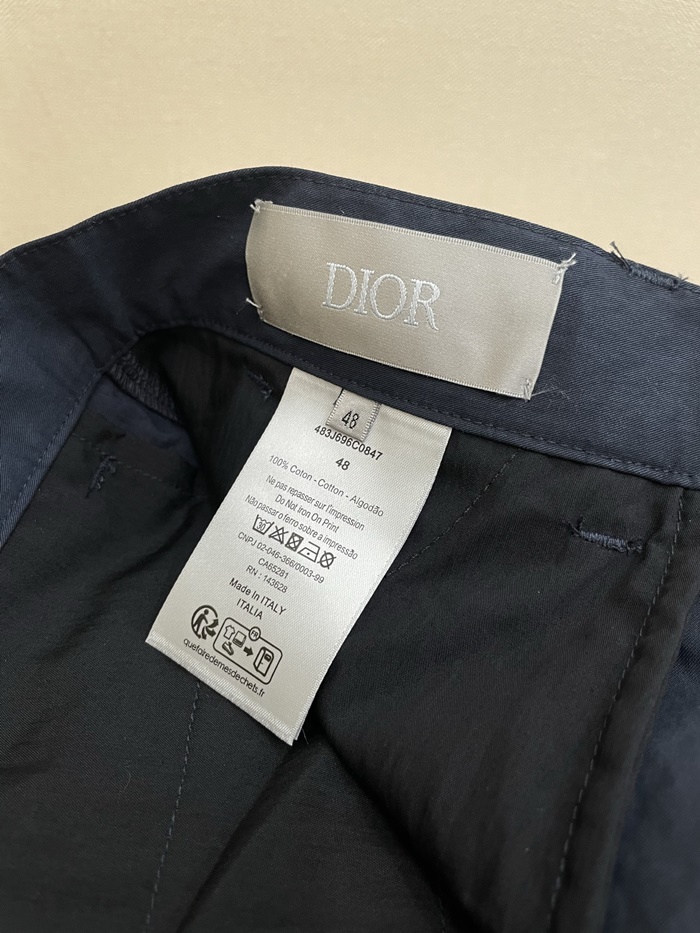 DIOR
48
483J696C0847
48
100% Coton - Cotton - Algodão
Ne pas repasser sur l'impression
Do Not Iron On Print
Não passar o ferro sobre a impressão
30
CNPJ 02-046-366/0003-99
CA65281
RN : 143628
Made In ITALY
ITALIA
FR
quefairedemesdechets.fr